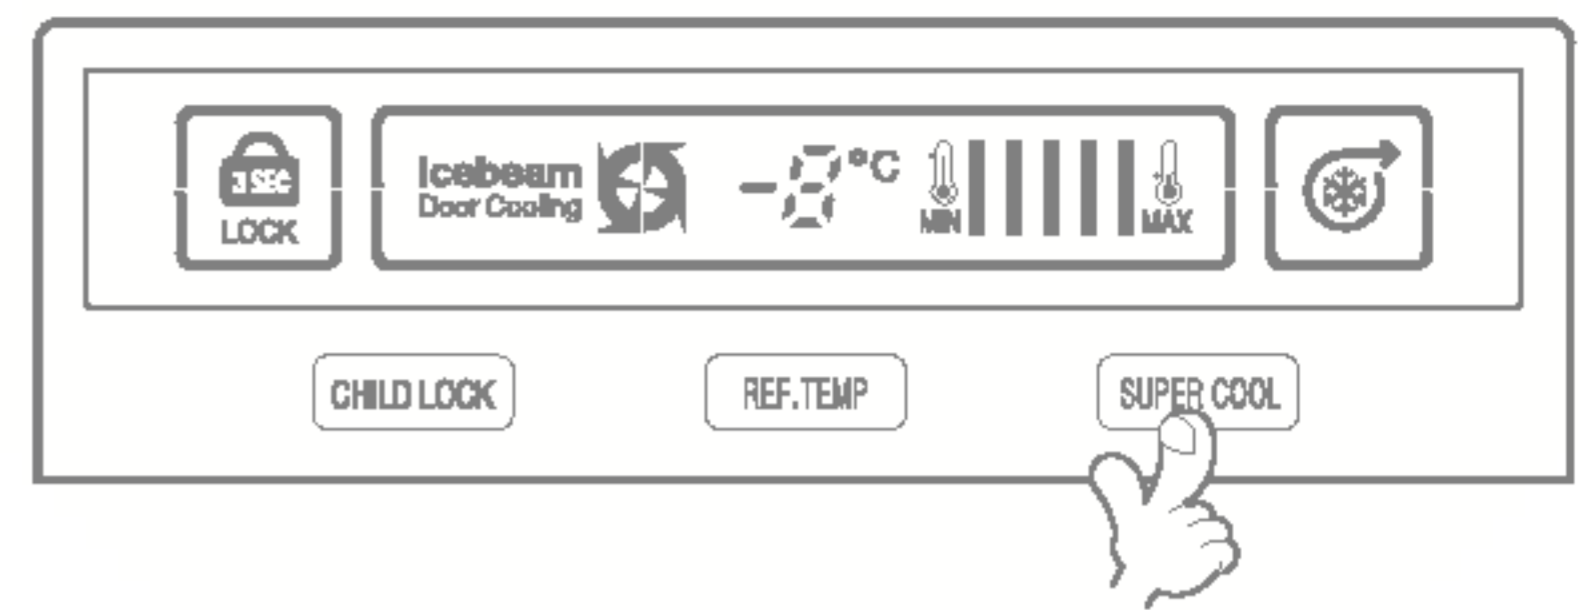 3 SEC
LOCK
Icebeam
Door Cooling
-8°C
MIN
MAX
CHILD LOCK
REF.TEMP
SUPER COOL